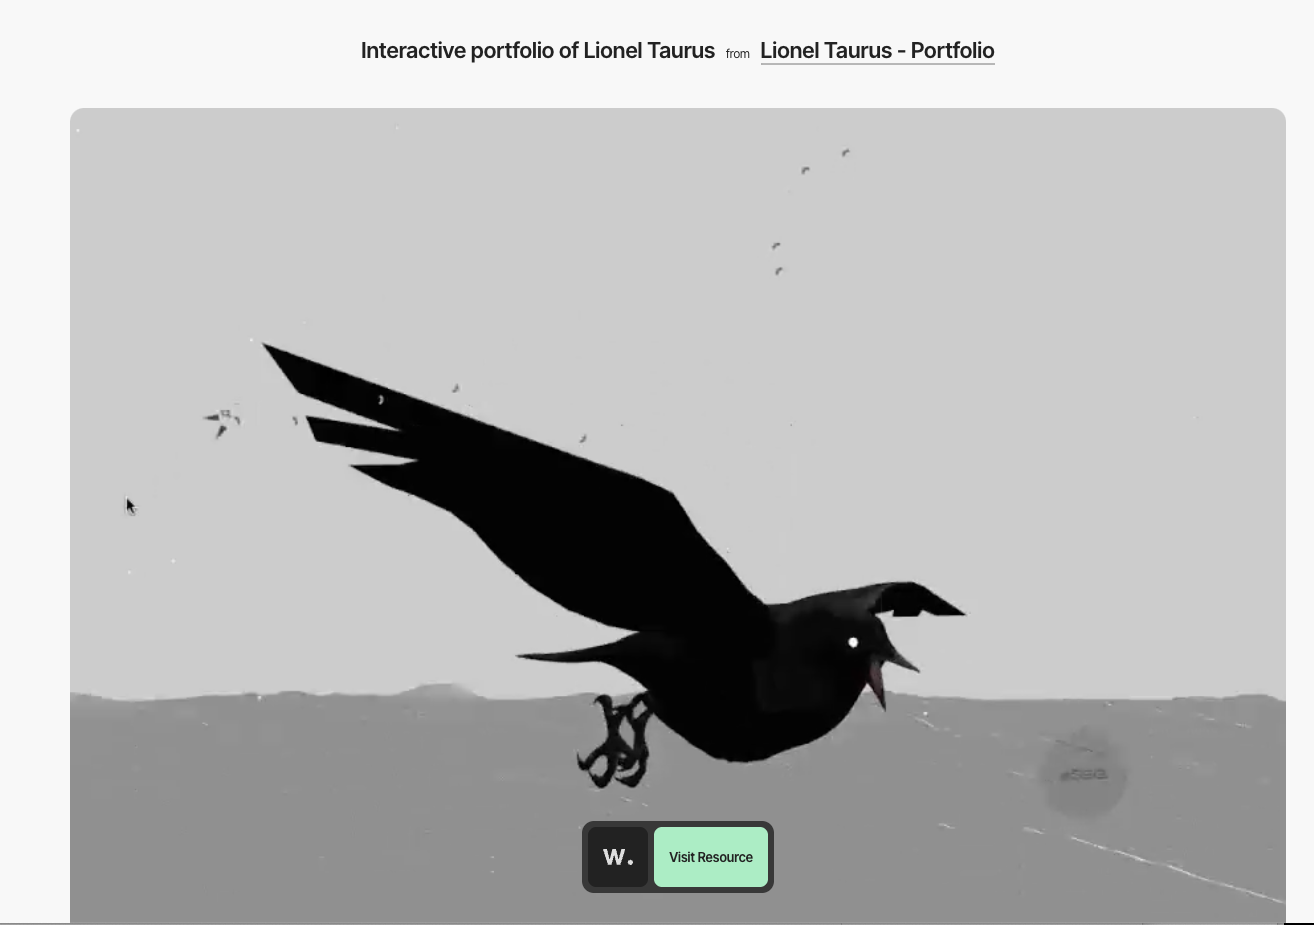 Interactive portfolio of Lionel Taurus from Lionel Taurus - Portfolio
W. Visit Resource